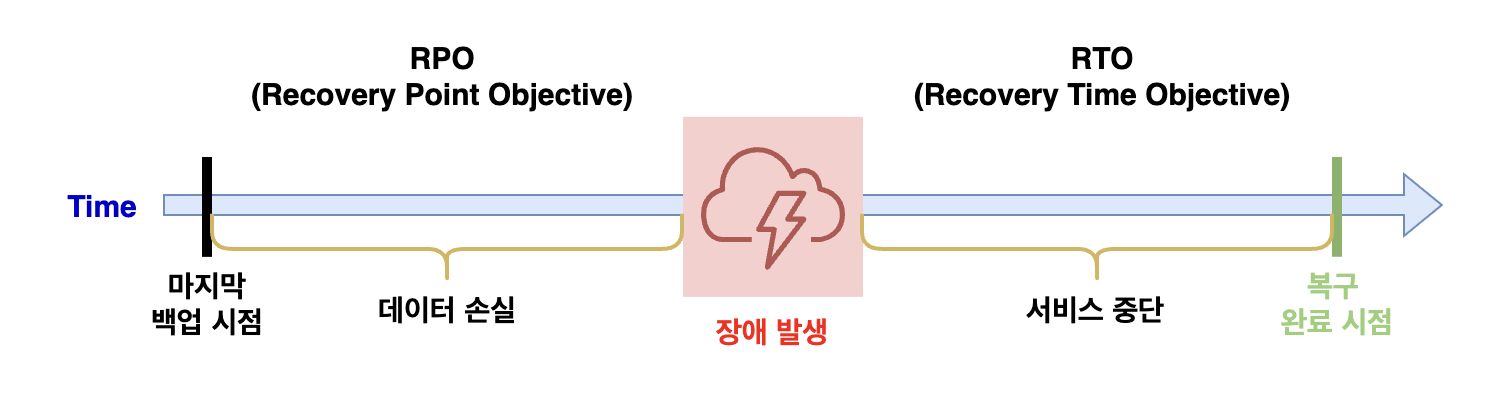 RPO
(Recovery Point Objective)
RTO
(Recovery Time Objective)
Time
마지막
백업 시점
데이터 손실
장애 발생
서비스 중단
복구
완료 시점